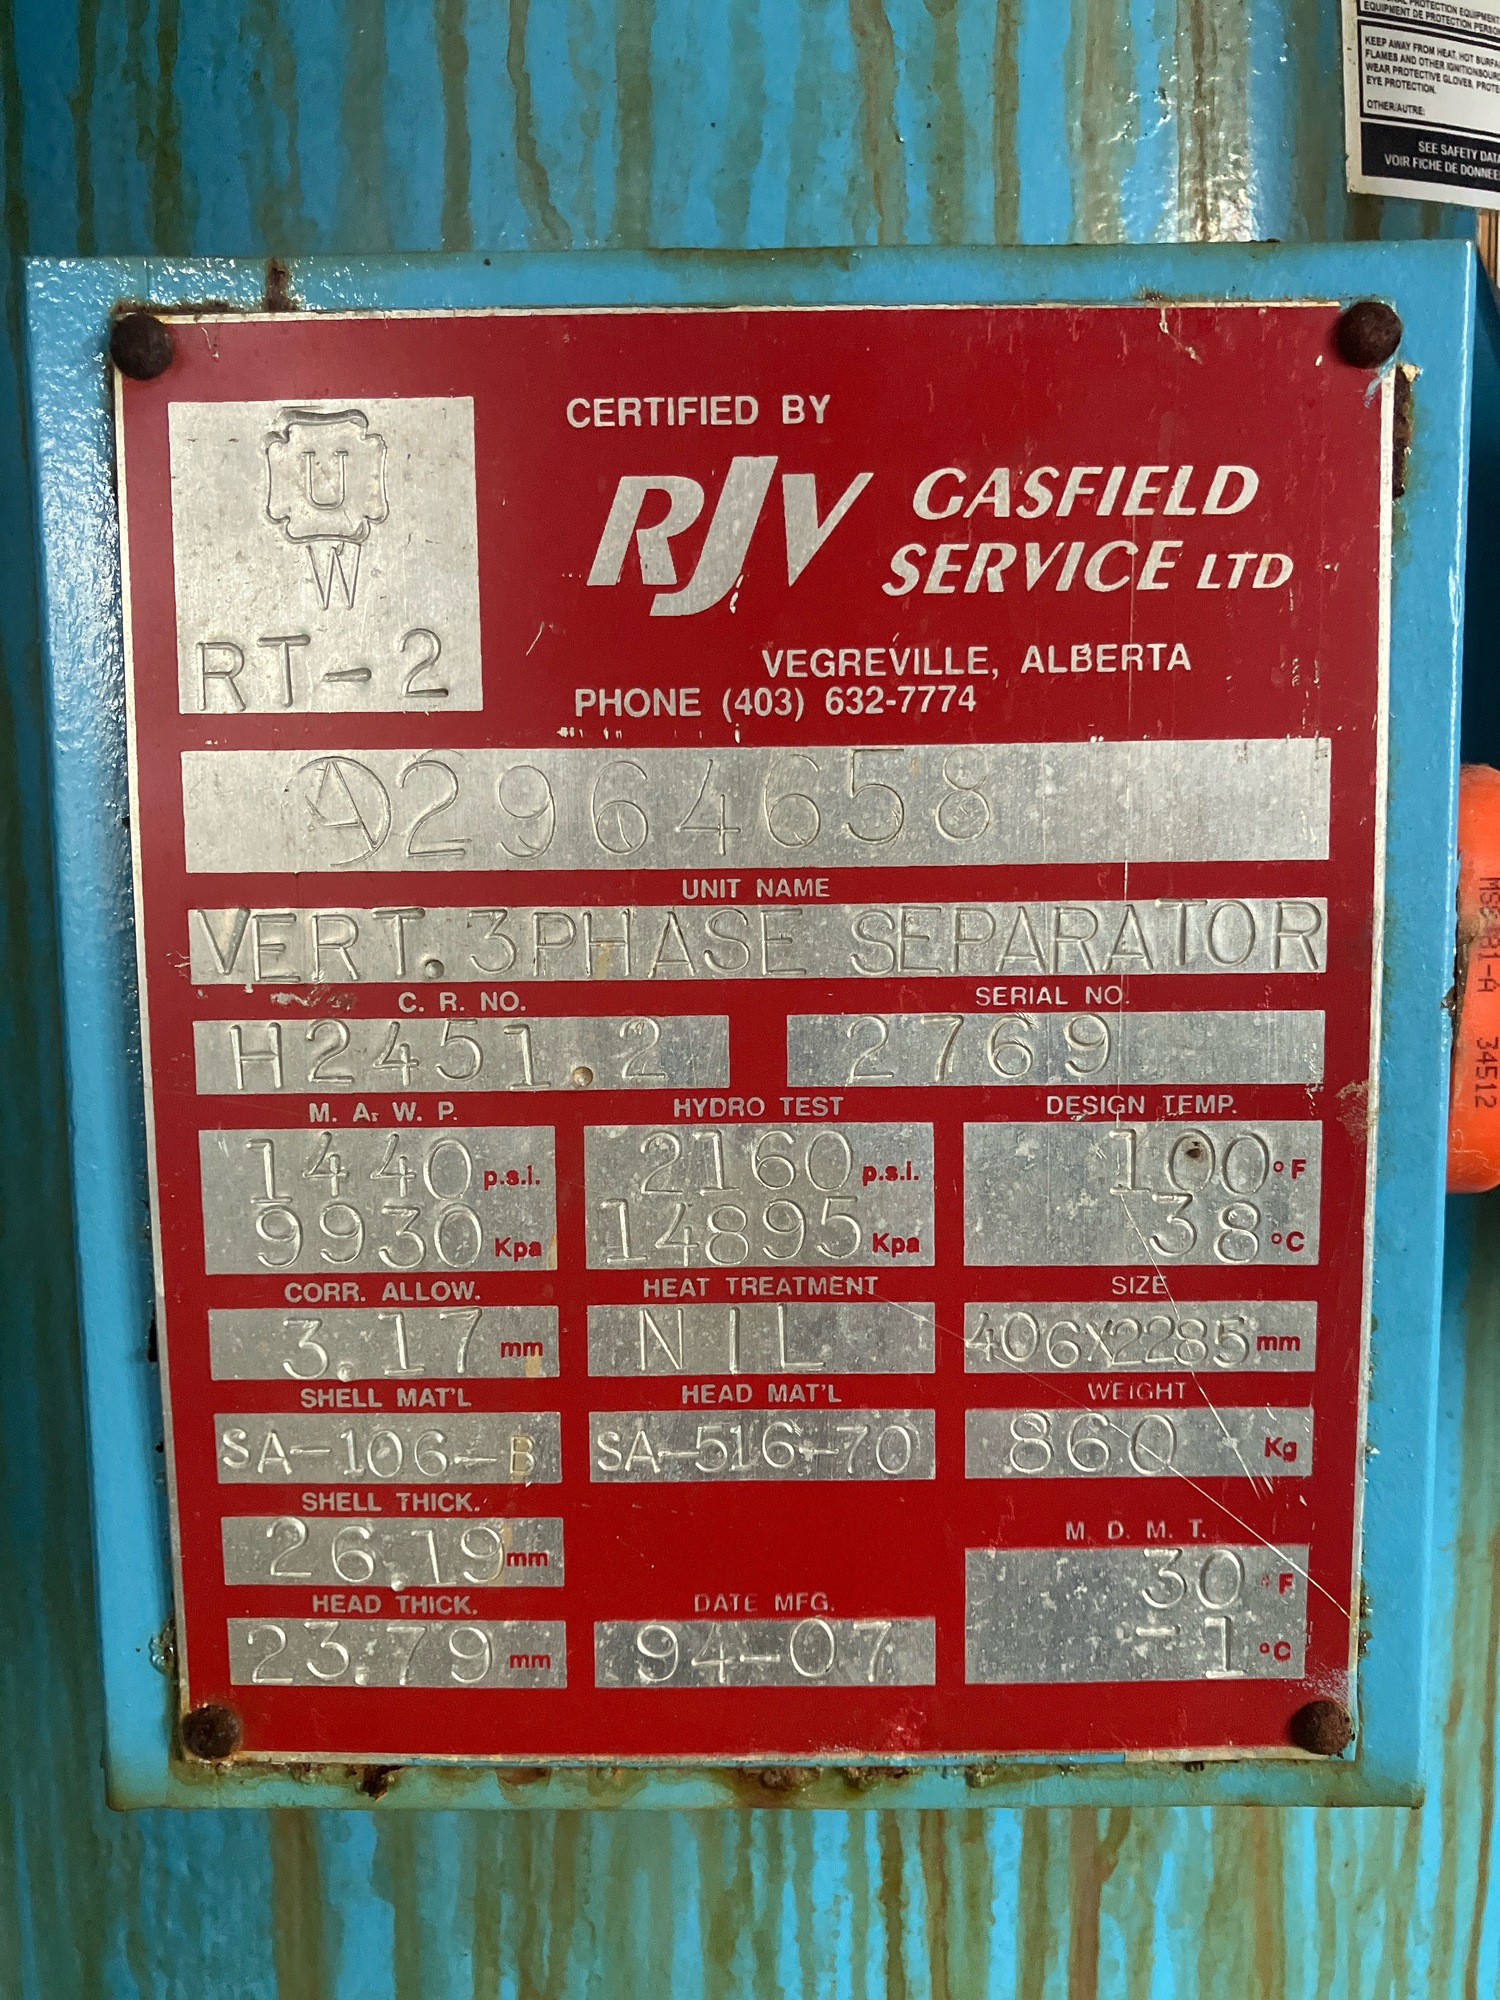 EQUIPMENT DE PROTECTION
KEEP AWAY FROM HEAT, HOT
FLAMES AND OTHER
WEAR PROTECTIVE GLOVES,
EYE PROTECTION.
OTHER/AUTRE:
SEE SAFETY
VOIR FICHE DE
U
W
RT-2
CERTIFIED BY
RJV GASFIELD
SERVICE LTD
VEGREVILLE, ALBERTA
PHONE (403) 632-7774
A2964658
UNIT NAME
VERT. 3PHASE SEPARATOR
C. R. NO. SERIAL NO.
H2451.2 2769
M. A. W. P. HYDRO TEST DESIGN TEMP.
1440 p.s.i. 2160 p.s.i. 100 °F
9930 Kpa 14895 Kpa 38 °C
CORR. ALLOW. HEAT TREATMENT SIZE
3.17 mm NIL 406X2285 mm
SHELL MAT'L HEAD MAT'L WEIGHT
SA-106-B SA-516-70 860 Kg
SHELL THICK. M. D. M. T.
26.19 mm 30 °F
HEAD THICK. DATE MFG.
23.79 mm 94-07 -1 °C
34512